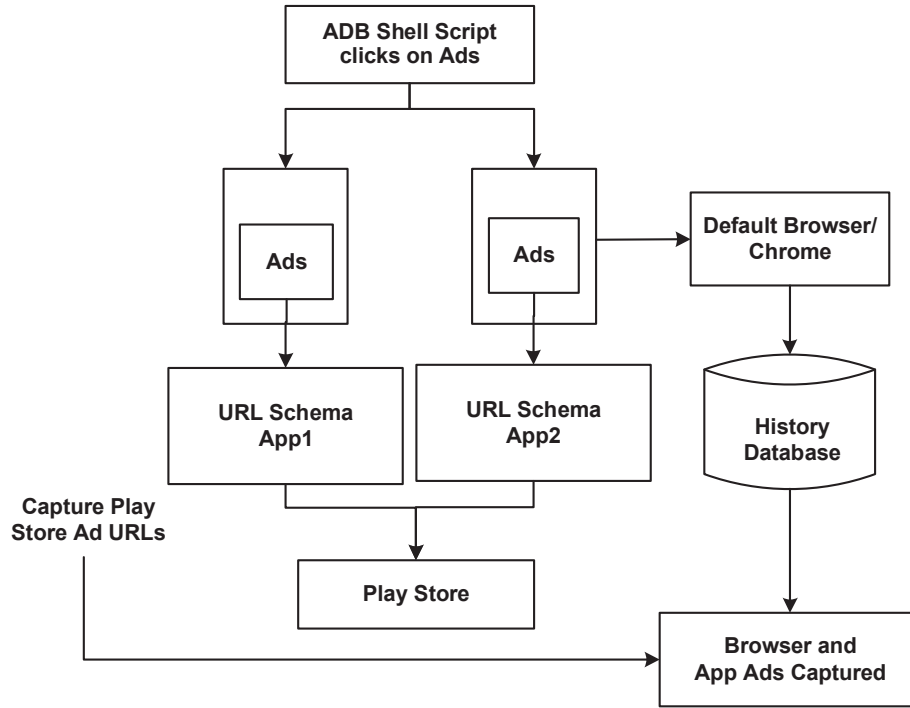 ADB Shell Script
clicks on Ads
Ads
Ads
Default Browser/
Chrome
URL Schema
App1
URL Schema
App2
History
Database
Capture Play
Store Ad URLs
Play Store
Browser and
App Ads Captured